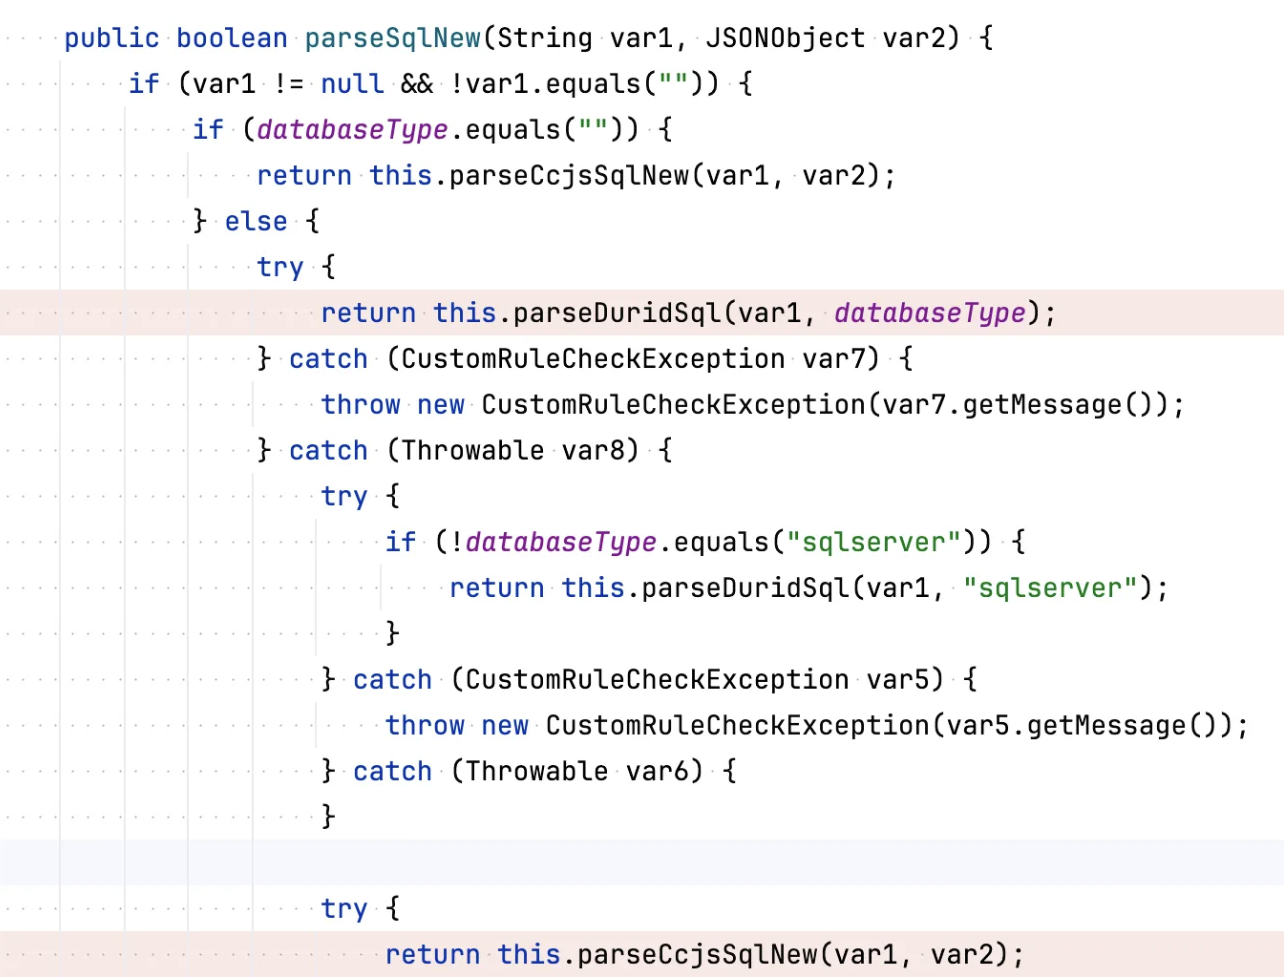 public boolean parseSqlNew(String var1, JSONObject var2) {
if (var1 != null && !var1.equals("")) {
if (databaseType.equals("")) {
return this.parseCcjsSqlNew(var1, var2);
} else {
try {
return this.parseDuridSql(var1, databaseType);
} catch (CustomRuleCheckException var7) {
throw new CustomRuleCheckException(var7.getMessage());
} catch (Throwable var8) {
try {
if (!databaseType.equals("sqlserver")) {
return this.parseDuridSql(var1, "sqlserver");
}
} catch (CustomRuleCheckException var5) {
throw new CustomRuleCheckException(var5.getMessage());
} catch (Throwable var6) {
}
try {
return this.parseCcjsSqlNew(var1, var2);